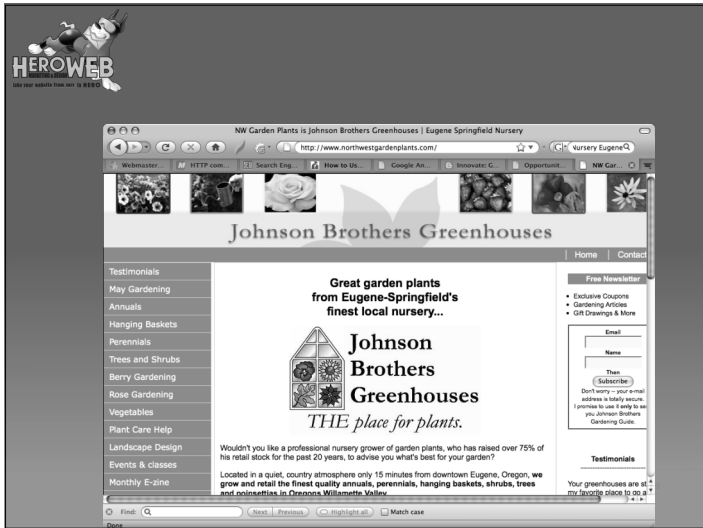 HEROWEB
MARKETING & DESIGN
take your website from zero to HERO
NW Garden Plants is Johnson Brothers Greenhouses | Eugene Springfield Nursery
http://www.northwestgardenplants.com/
Nursery Eugene
Webmaster...
HTTP com...
Search Eng...
How to Us...
Google An...
Innovate: G...
Opportunit...
NW Gar...
Johnson Brothers Greenhouses
Home | Contact
Testimonials
May Gardening
Annuals
Hanging Baskets
Perennials
Trees and Shrubs
Berry Gardening
Rose Gardening
Vegetables
Plant Care Help
Landscape Design
Events & classes
Monthly E-zine
Great garden plants
from Eugene-Springfield's
finest local nursery...
Johnson
Brothers
Greenhouses
THE place for plants.
Wouldn't you like a professional nursery grower of garden plants, who has raised over 75% of
his retail stock for the past 20 years, to advise you what's best for your garden?
Located in a quiet, country atmosphere only 15 minutes from downtown Eugene, Oregon, we
grow and retail the finest quality annuals, perennials, hanging baskets, shrubs, trees
and poinsettias in Oregons Willamette Valley.
Free Newsletter
• Exclusive Coupons
• Gardening Articles
• Gift Drawings & More
Email
Name
Then
Subscribe
Don't worry -- your e-mail
address is totally secure.
I promise to use it only to se
you Johnson Brothers
Gardening Guide.
Testimonials
Your greenhouses are st
my favorite place to go a
Find:
Next
Previous
Highlight all
Match case
Done